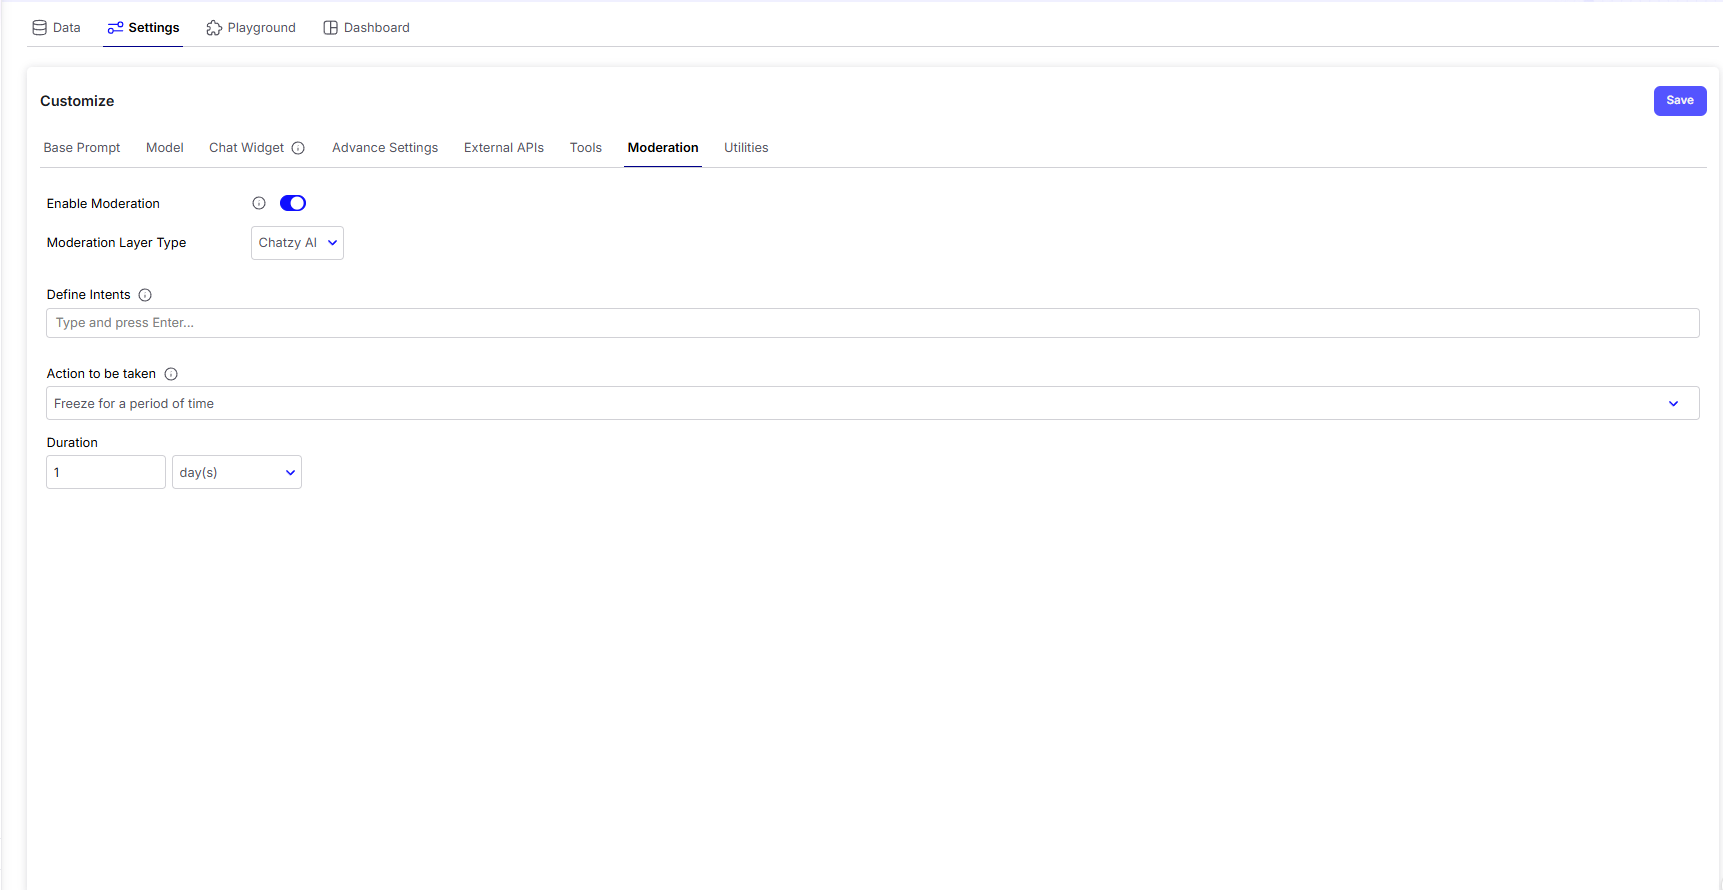 Data Settings Playground Dashboard
Customize
Save
Base Prompt Model Chat Widget Advance Settings External APIs Tools Moderation Utilities
Enable Moderation
Moderation Layer Type Chatzy AI
Define Intents
Type and press Enter...
Action to be taken
Freeze for a period of time
Duration
1 day(s)